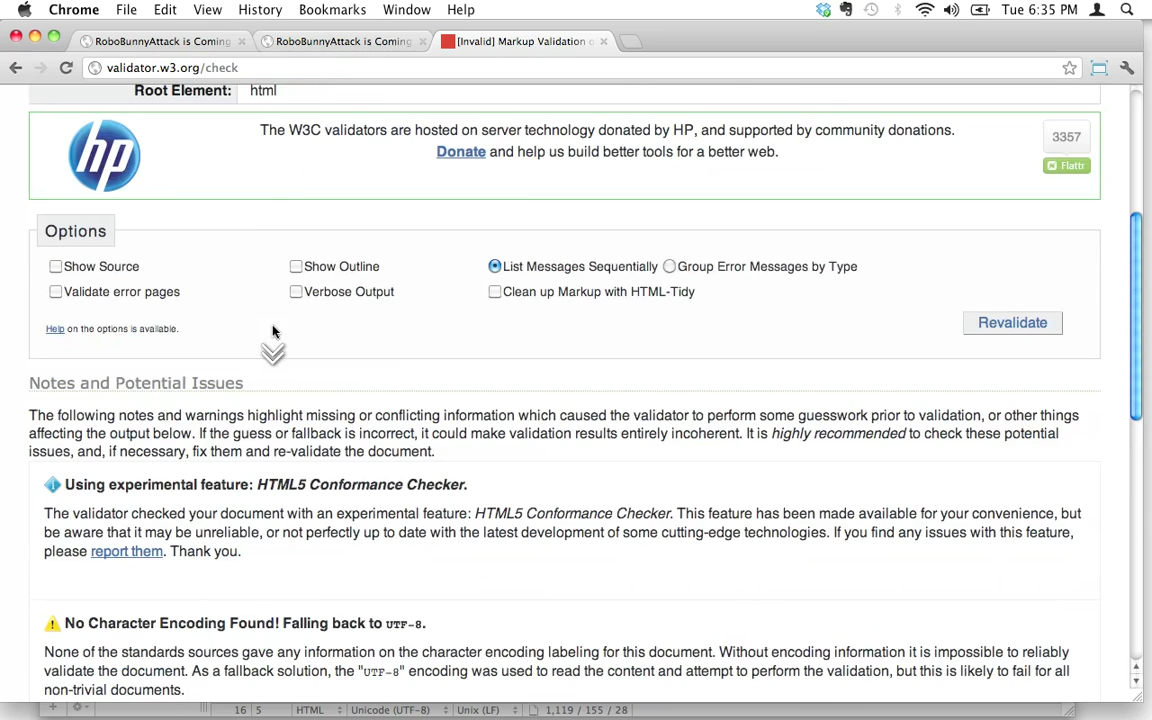 Chrome File Edit View History Bookmarks Window Help Tue 6:35 PM
RoboBunnyAttack is Coming RoboBunnyAttack is Coming [Invalid] Markup Validation
validator.w3.org/check
Root Element: html
hp
The W3C validators are hosted on server technology donated by HP, and supported by community donations.
Donate and help us build better tools for a better web.
3357
Flattr
Options
Show Source Show Outline List Messages Sequentially Group Error Messages by Type
Validate error pages Verbose Output Clean up Markup with HTML-Tidy
Help on the options is available.
Revalidate
Notes and Potential Issues
The following notes and warnings highlight missing or conflicting information which caused the validator to perform some guesswork prior to validation, or other things
affecting the output below. If the guess or fallback is incorrect, it could make validation results entirely incoherent. It is highly recommended to check these potential
issues, and, if necessary, fix them and re-validate the document.
Using experimental feature: HTML5 Conformance Checker.
The validator checked your document with an experimental feature: HTML5 Conformance Checker. This feature has been made available for your convenience, but
be aware that it may be unreliable, or not perfectly up to date with the latest development of some cutting-edge technologies. If you find any issues with this feature,
please report them. Thank you.
No Character Encoding Found! Falling back to UTF-8.
None of the standards sources gave any information on the character encoding labeling for this document. Without encoding information it is impossible to reliably
validate the document. As a fallback solution, the "UTF-8" encoding was used to read the content and attempt to perform the validation, but this is likely to fail for all
non-trivial documents.
16 5 HTML Unicode (UTF-8) Unix (LF) 1,119 / 155 / 28